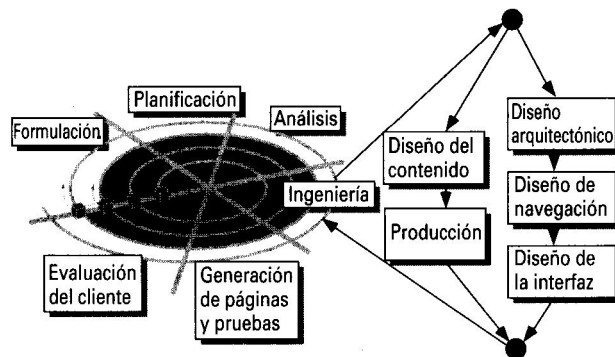 Planificación
Formulación
Análisis
Ingeniería
Evaluación
del cliente
Generación
de páginas
y pruebas
Diseño del
contenido
Producción
Diseño
arquitectónico
Diseño de
navegación
Diseño de
la interfaz